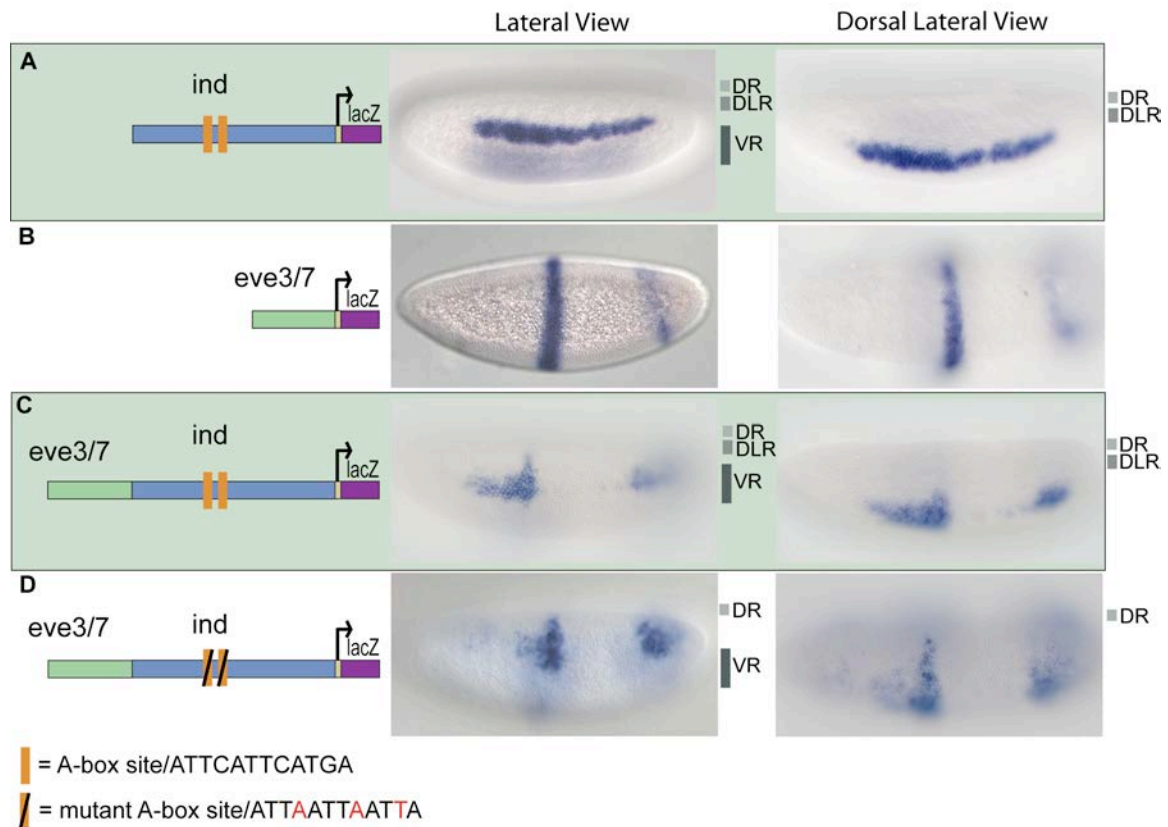 Lateral View
Dorsal Lateral View
A
ind
lacZ
DR
DLR
VR
DR
DLR
B
eve3/7
lacZ
C
eve3/7
ind
lacZ
DR
DLR
VR
DR
DLR
D
eve3/7
ind
lacZ
DR
VR
DR
= A-box site/ATTCATTCATGA
= mutant A-box site/ATTAATTAATTA